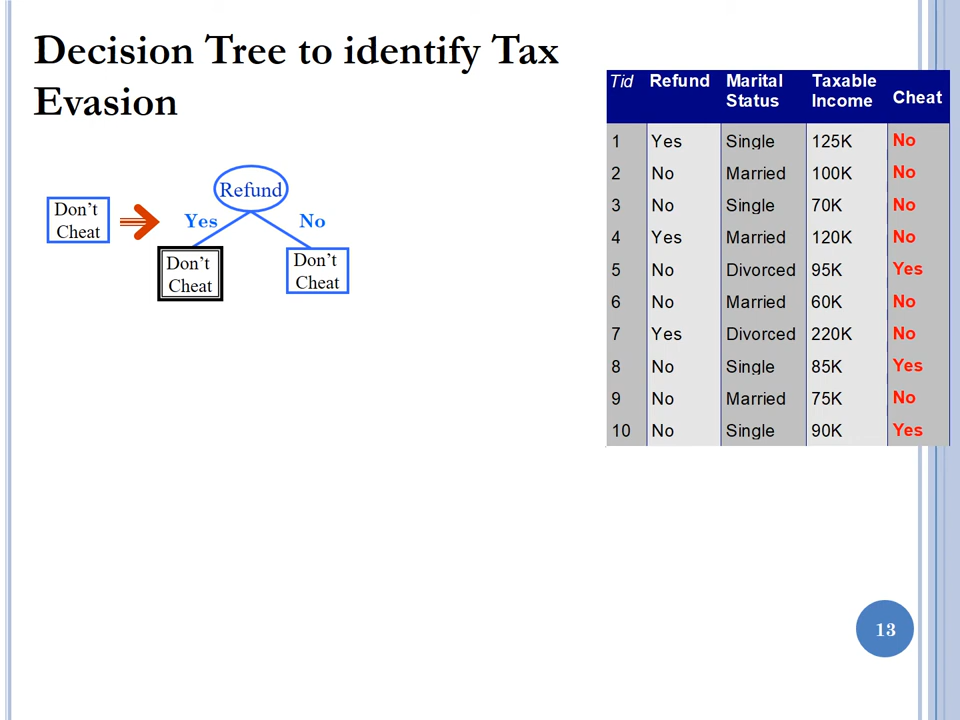 Decision Tree to identify Tax
Evasion
Refund
Yes No
Don't
Cheat
Don't
Cheat
Don't
Cheat
Tid Refund Marital Status Taxable Income Cheat
1 Yes Single 125K No
2 No Married 100K No
3 No Single 70K No
4 Yes Married 120K No
5 No Divorced 95K Yes
6 No Married 60K No
7 Yes Divorced 220K No
8 No Single 85K Yes
9 No Married 75K No
10 No Single 90K Yes
13